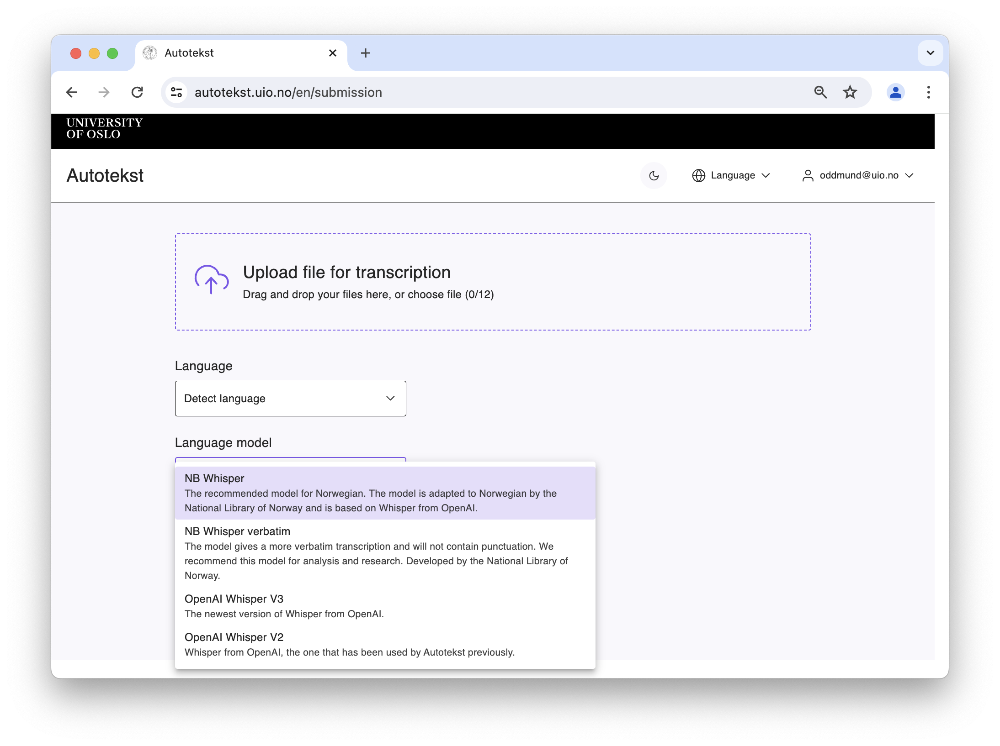 Autotekst
autotekst.uio.no/en/submission
UNIVERSITY
OF OSLO
Autotekst
Language
oddmund@uio.no
Upload file for transcription
Drag and drop your files here, or choose file (0/12)
Language
Detect language
Language model
NB Whisper
The recommended model for Norwegian. The model is adapted to Norwegian by the
National Library of Norway and is based on Whisper from OpenAI.
NB Whisper verbatim
The model gives a more verbatim transcription and will not contain punctuation. We
recommend this model for analysis and research. Developed by the National Library of
Norway.
OpenAI Whisper V3
The newest version of Whisper from OpenAI.
OpenAI Whisper V2
Whisper from OpenAI, the one that has been used by Autotekst previously.